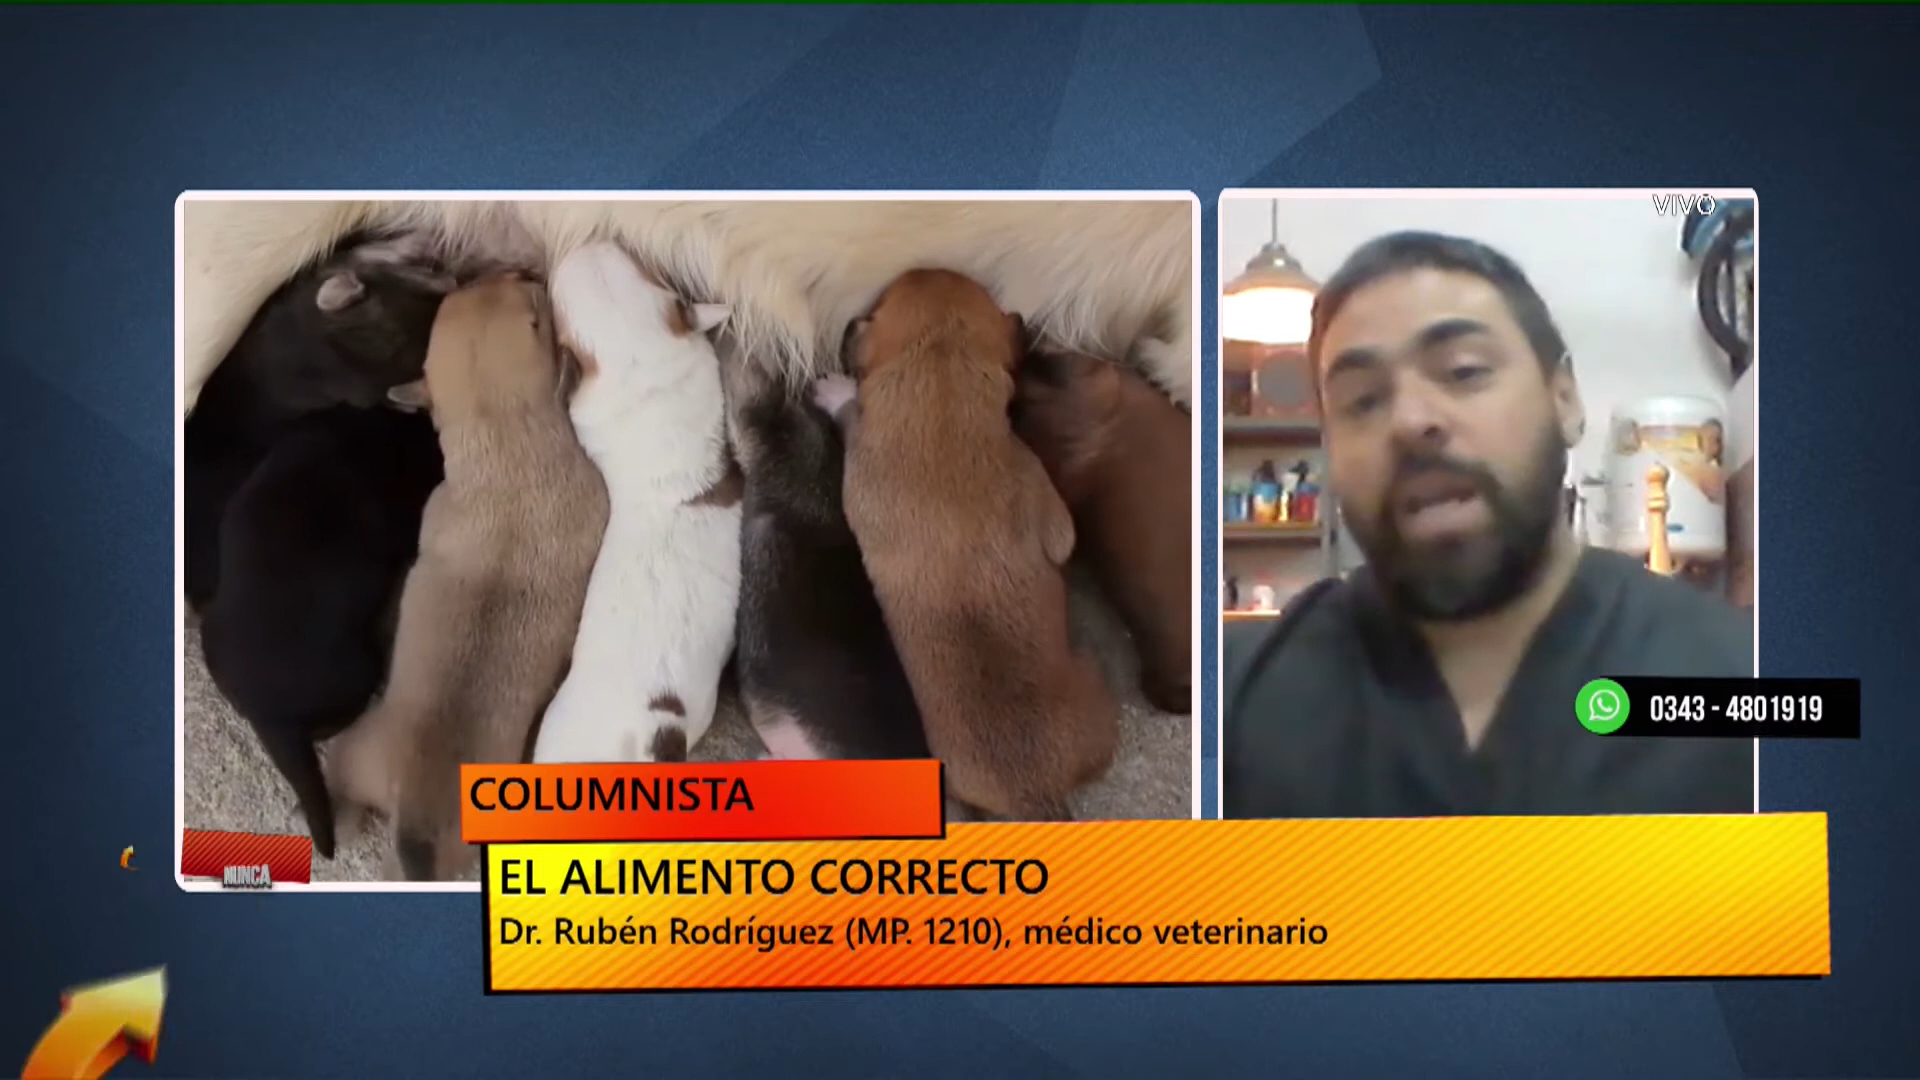 VIVO
0343 - 4801919
COLUMNISTA
EL ALIMENTO CORRECTO
Dr. Rubén Rodríguez (MP. 1210), médico veterinario
NUNCA